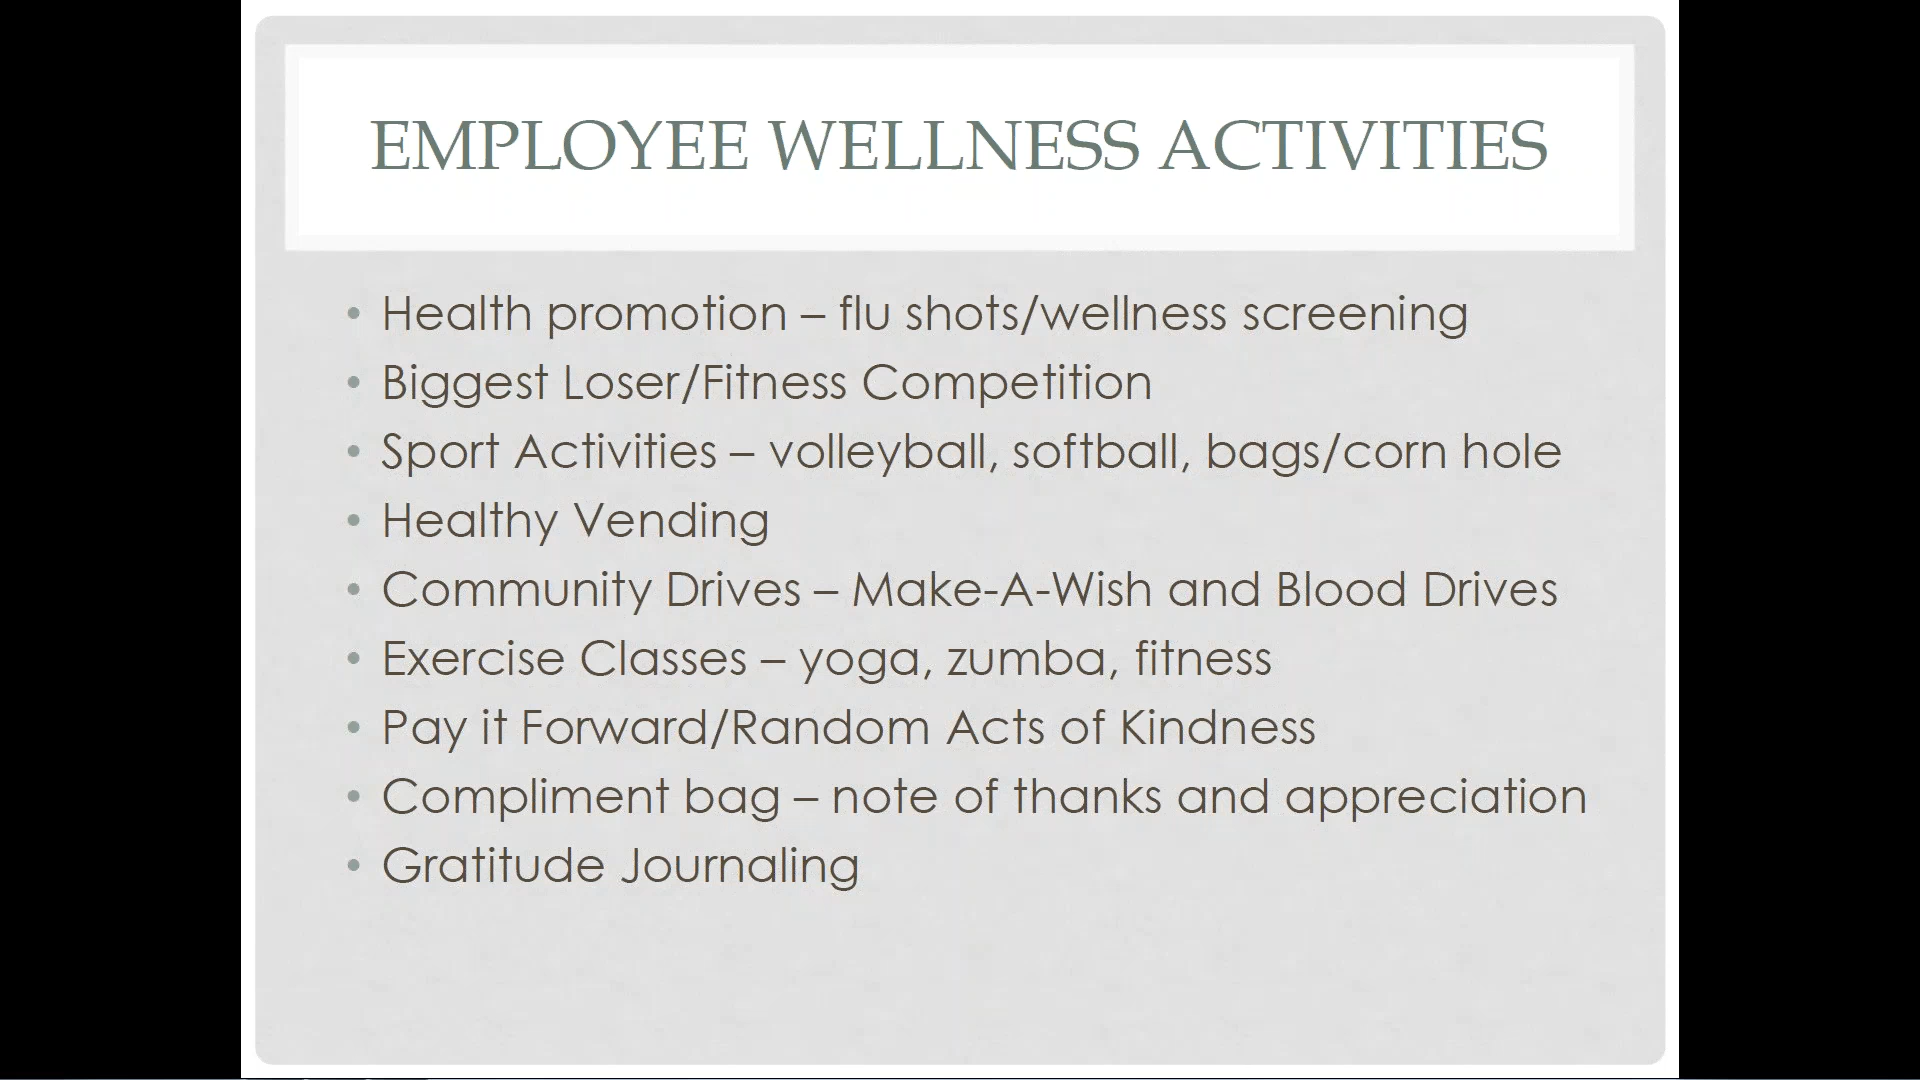 EMPLOYEE WELLNESS ACTIVITIES
• Health promotion – flu shots/wellness screening
• Biggest Loser/Fitness Competition
• Sport Activities – volleyball, softball, bags/corn hole
• Healthy Vending
• Community Drives – Make-A-Wish and Blood Drives
• Exercise Classes – yoga, zumba, fitness
• Pay it Forward/Random Acts of Kindness
• Compliment bag – note of thanks and appreciation
• Gratitude Journaling